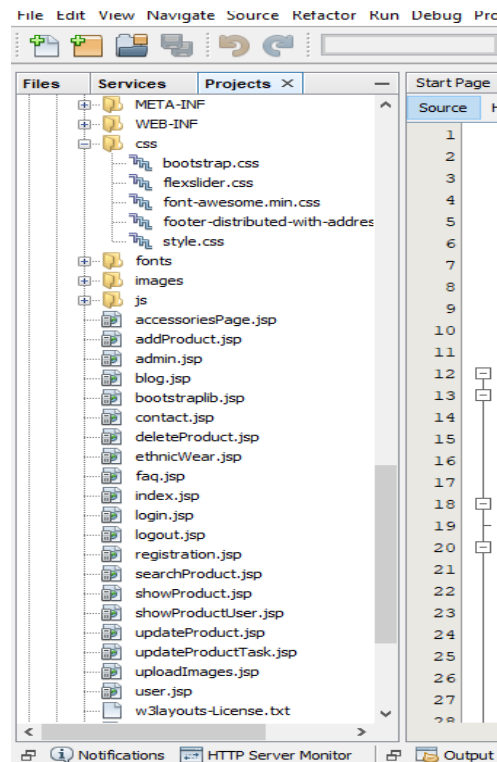 File Edit View Navigate Source Refactor Run Debug Pro
Files Services Projects × —
Start Page
Source H
META-INF
WEB-INF
css
bootstrap.css
flexslider.css
font-awesome.min.css
footer-distributed-with-addres
style.css
fonts
images
js
accessoriesPage.jsp
addProduct.jsp
admin.jsp
blog.jsp
bootstraplib.jsp
contact.jsp
deleteProduct.jsp
ethnicWear.jsp
faq.jsp
index.jsp
login.jsp
logout.jsp
registration.jsp
searchProduct.jsp
showProduct.jsp
showProductUser.jsp
updateProduct.jsp
updateProductTask.jsp
uploadImages.jsp
user.jsp
w3layouts-License.txt
1
2
3
4
5
6
7
8
9
10
11
12
13
14
15
16
17
18
19
20
21
22
23
24
25
26
27
28
Notifications HTTP Server Monitor Output